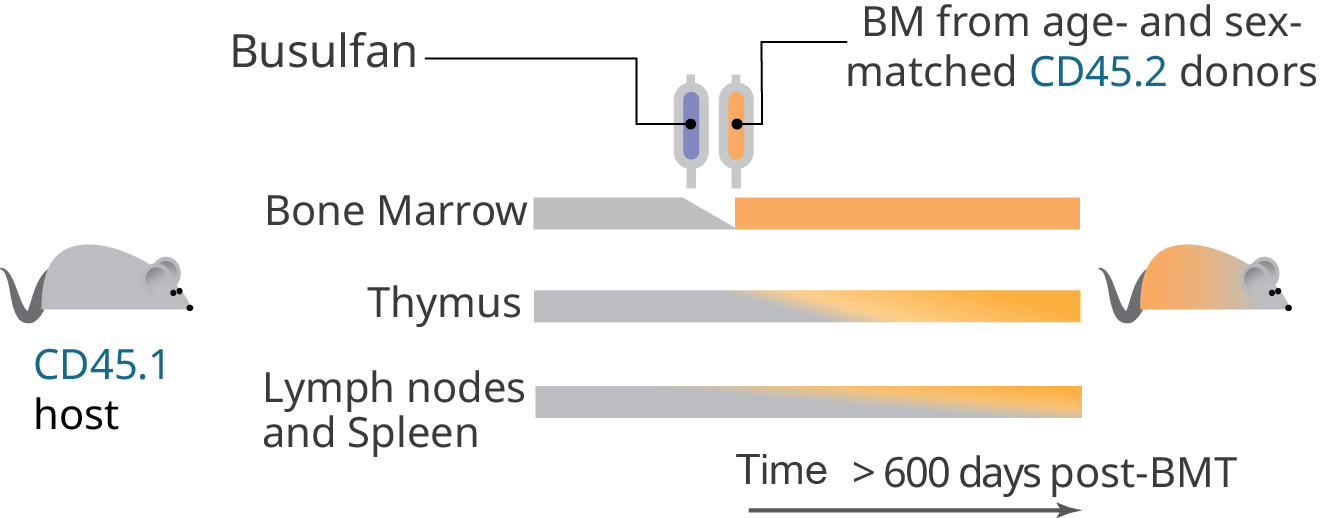 Busulfan
BM from age- and sex-
matched CD45.2 donors
Bone Marrow
Thymus
CD45.1
host
Lymph nodes
and Spleen
Time > 600 days post-BMT